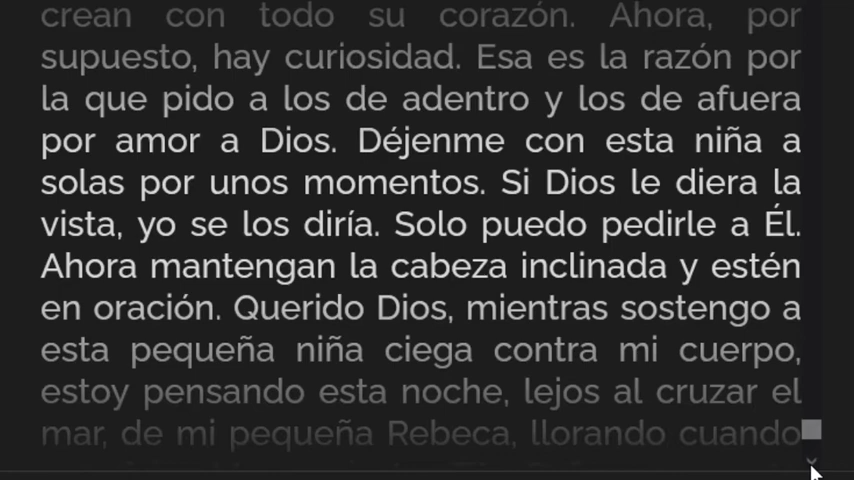 crean con todo su corazón. Ahora, por
supuesto, hay curiosidad. Esa es la razón por
la que pido a los de adentro y los de afuera
por amor a Dios. Déjenme con esta niña a
solas por unos momentos. Si Dios le diera la
vista, yo se los diría. Solo puedo pedirle a Él.
Ahora mantengan la cabeza inclinada y estén
en oración. Querido Dios, mientras sostengo a
esta pequeña niña ciega contra mi cuerpo,
estoy pensando esta noche, lejos al cruzar el
mar, de mi pequeña Rebeca, llorando cuando